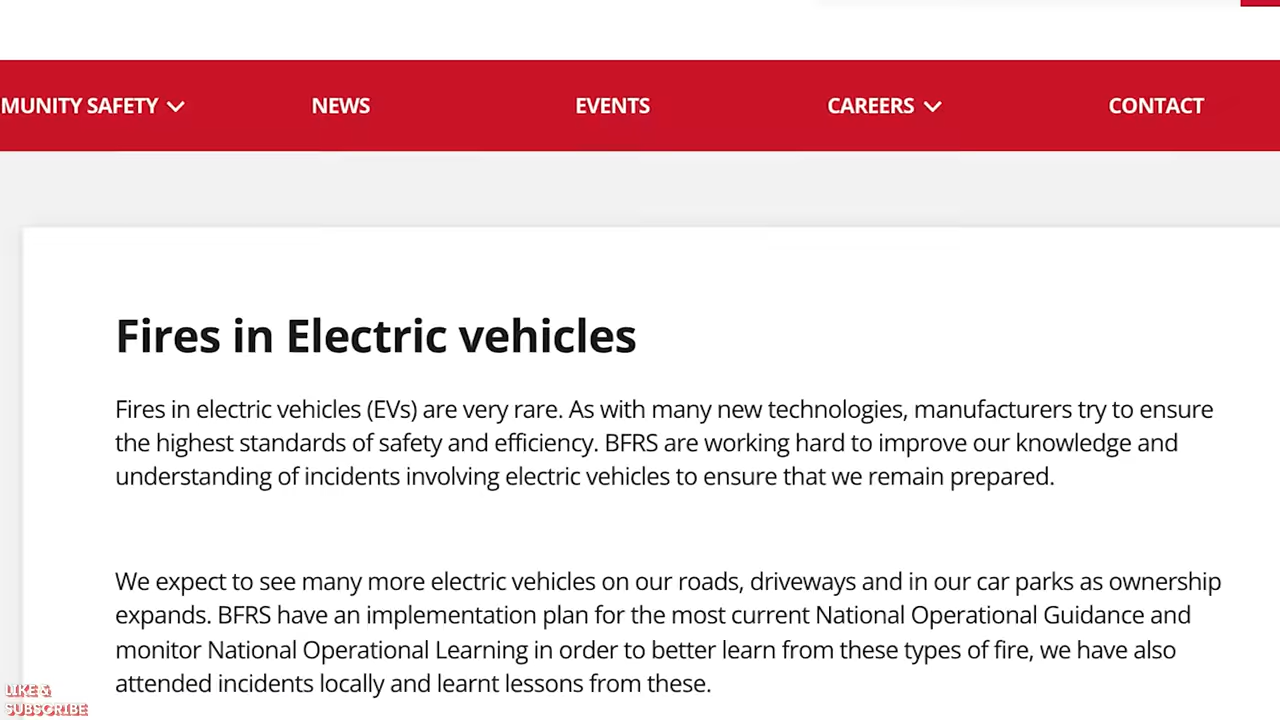 MUNITY SAFETY
NEWS
EVENTS
CAREERS
CONTACT
Fires in Electric vehicles
Fires in electric vehicles (EVs) are very rare. As with many new technologies, manufacturers try to ensure
the highest standards of safety and efficiency. BFRS are working hard to improve our knowledge and
understanding of incidents involving electric vehicles to ensure that we remain prepared.
We expect to see many more electric vehicles on our roads, driveways and in our car parks as ownership
expands. BFRS have an implementation plan for the most current National Operational Guidance and
monitor National Operational Learning in order to better learn from these types of fire, we have also
attended incidents locally and learnt lessons from these.
LIKE &
SUBSCRIBE